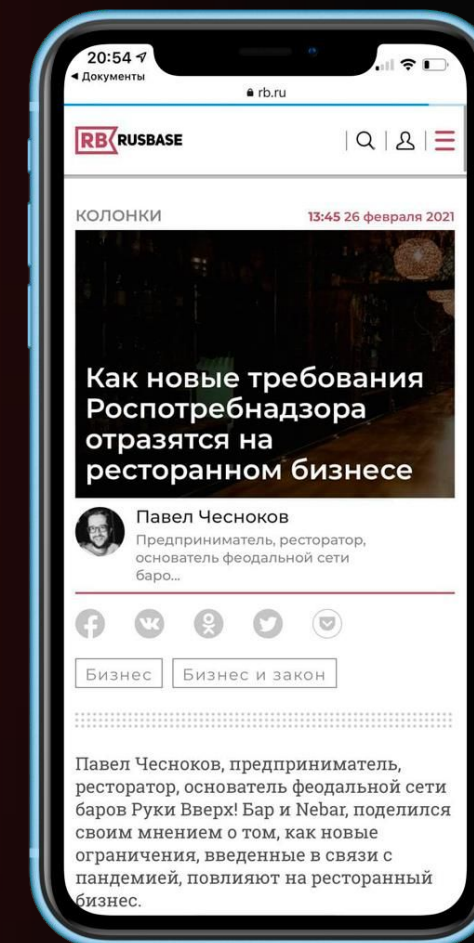 20:54
◀ Документы
rb.ru
RB RUSBASE
КОЛОНКИ
13:45 26 февраля 2021
Как новые требования
Роспотребнадзора
отразятся на
ресторанном бизнесе
Павел Чесноков
Предприниматель, ресторатор,
основатель феодальной сети
баро...
Бизнес
Бизнес и закон
Павел Чесноков, предприниматель,
ресторатор, основатель феодальной сети
баров Руки Вверх! Бар и Nebar, поделился
своим мнением о том, как новые
ограничения, введенные в связи с
пандемией, повлияют на ресторанный
бизнес.